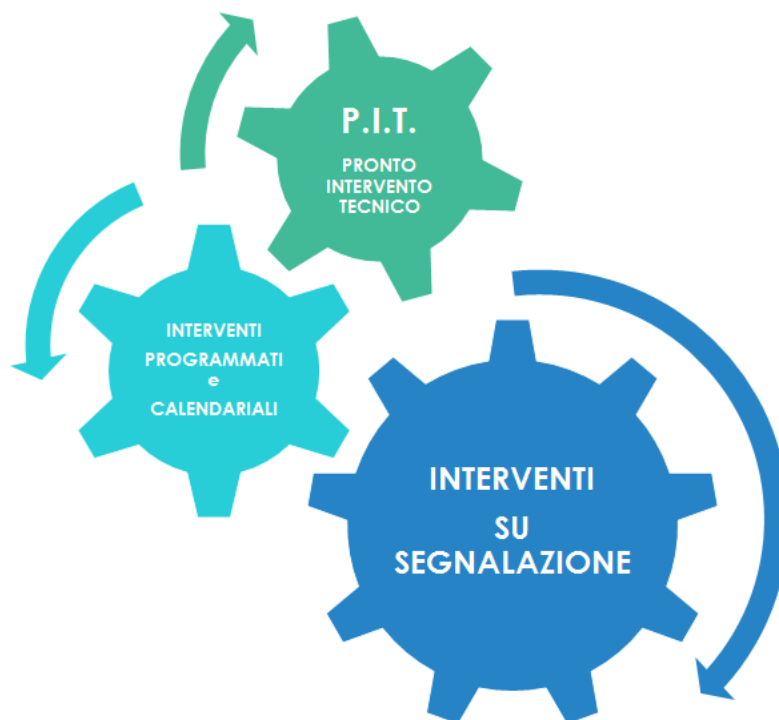 P.I.T.
PRONTO
INTERVENTO
TECNICO
INTERVENTI
PROGRAMMATI
e
CALENDARIALI
INTERVENTI
SU
SEGNALAZIONE